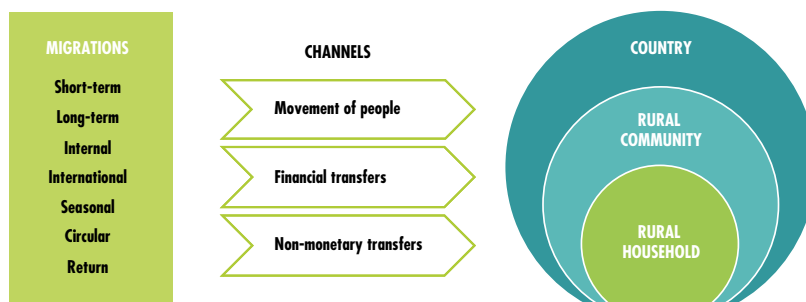 MIGRATIONS
Short-term
Long-term
Internal
International
Seasonal
Circular
Return
CHANNELS
Movement of people
Financial transfers
Non-monetary transfers
COUNTRY
RURAL
COMMUNITY
RURAL
HOUSEHOLD